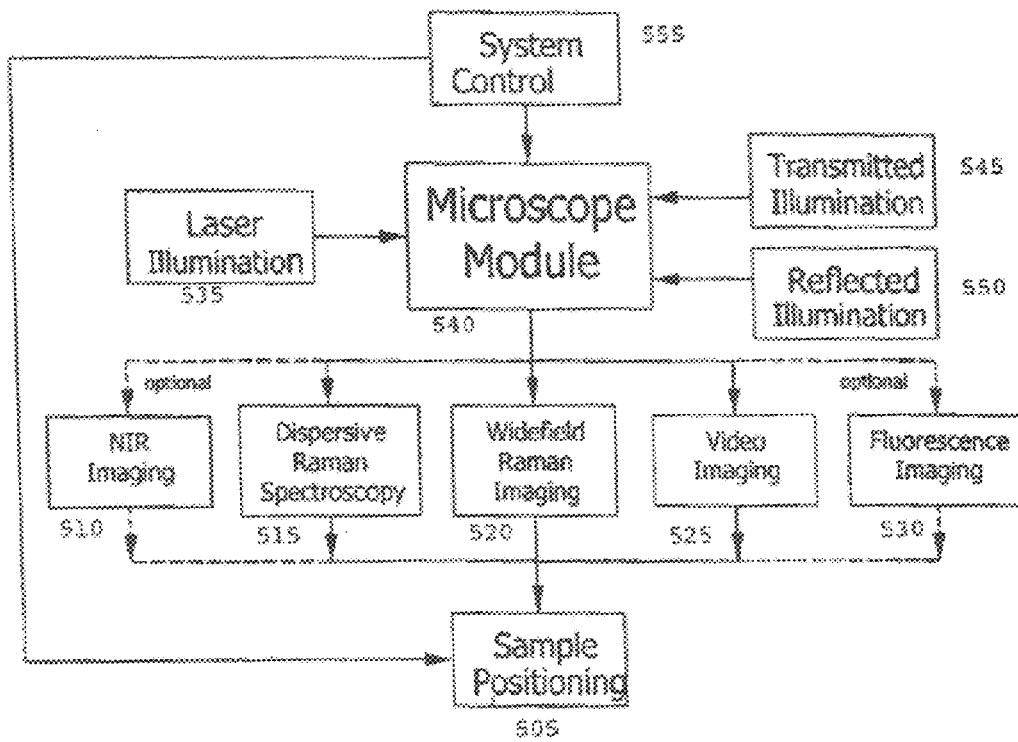 System
Control
555
Transmitted
Illumination
545
Microscope
Module
540
Laser
Illumination
535
Reflected
Illumination
550
optional
optional
NIR
Imaging
510
Dispersive
Raman
Spectroscopy
515
Widefield
Raman
Imaging
520
Video
Imaging
525
Fluorescence
Imaging
530
Sample
Positioning
505